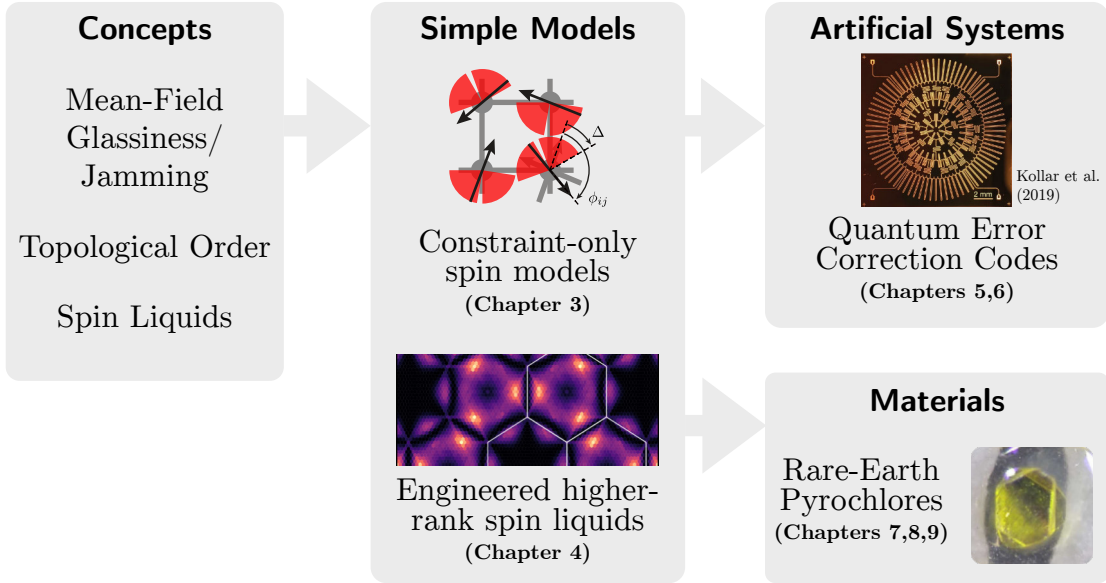 Concepts
Mean-Field
Glassiness/
Jamming
Topological Order
Spin Liquids
Simple Models
Δ
ϕij
Constraint-only
spin models
(Chapter 3)
Engineered higher-
rank spin liquids
(Chapter 4)
Artificial Systems
2 mm
Kollar et al.
(2019)
Quantum Error
Correction Codes
(Chapters 5,6)
Materials
Rare-Earth
Pyrochlores
(Chapters 7,8,9)